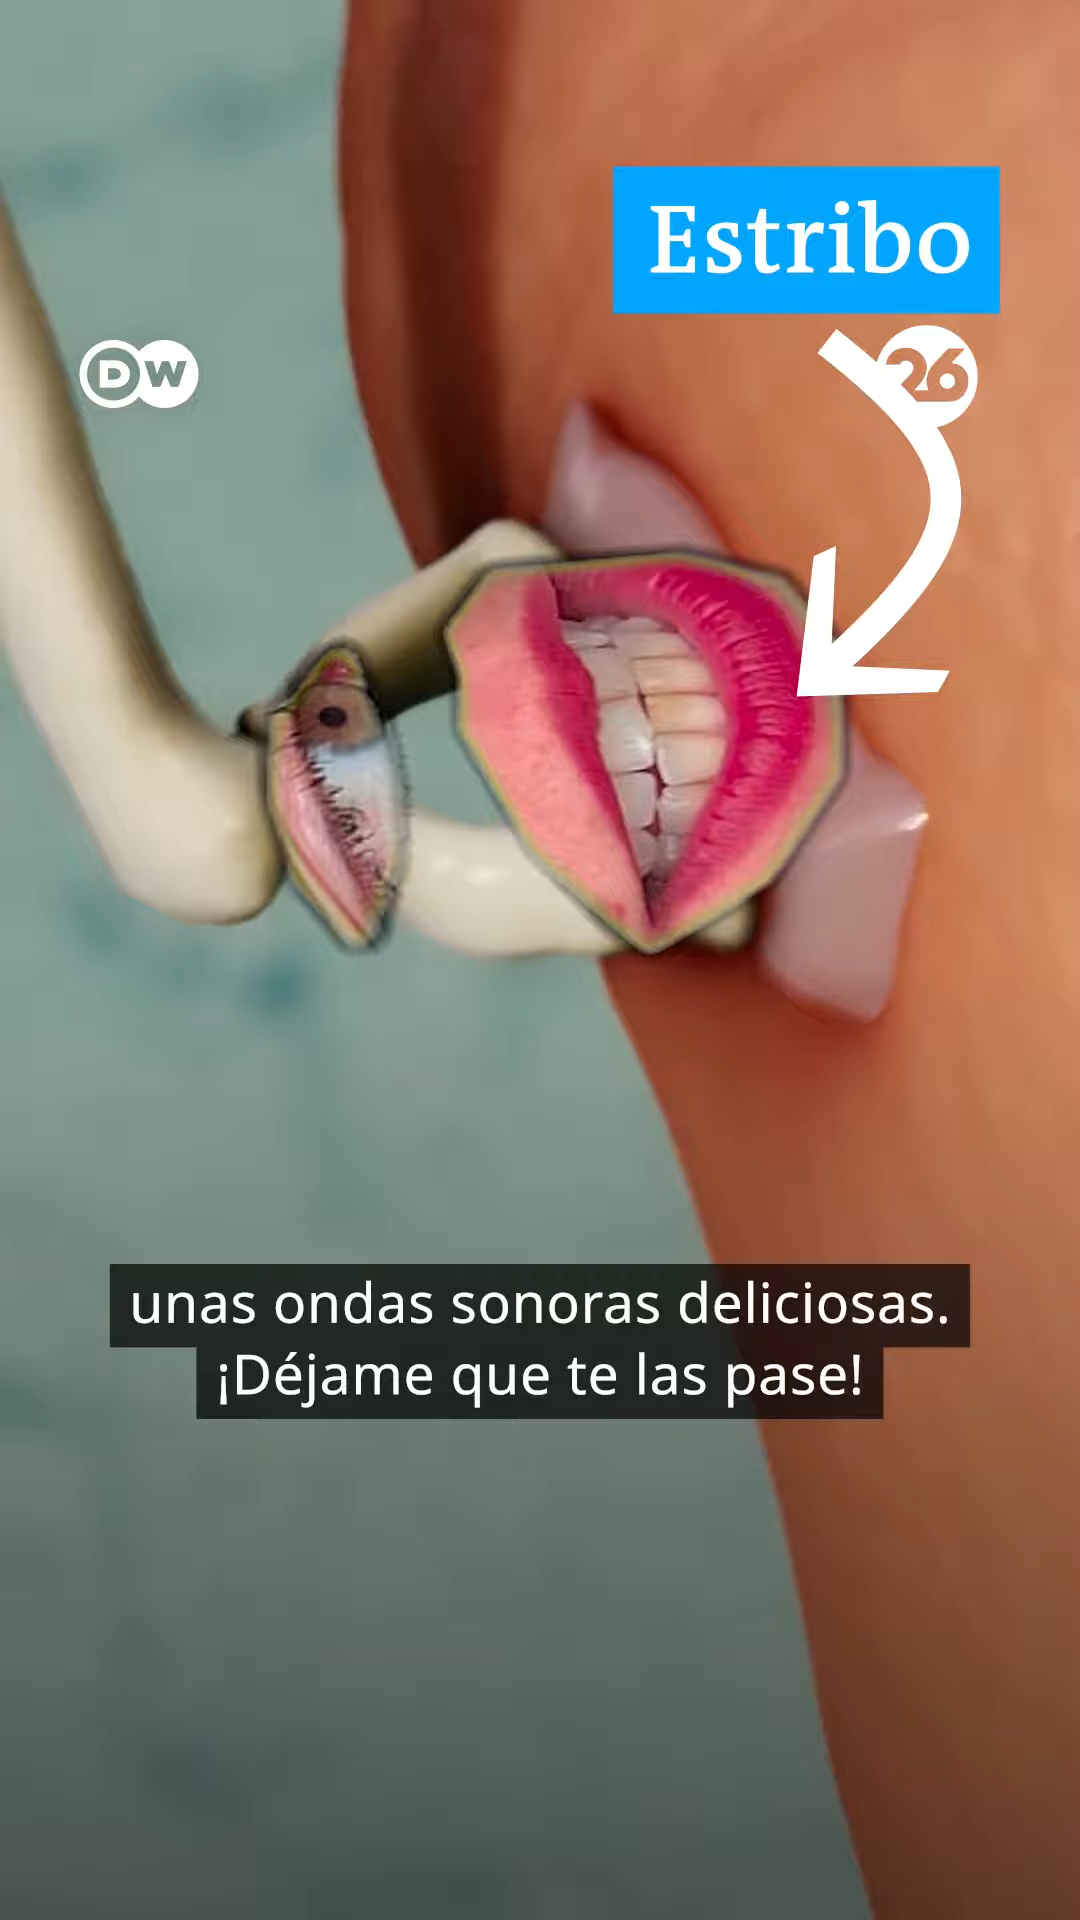 Estribo
DW
26
unas ondas sonoras deliciosas.
¡Déjame que te las pase!